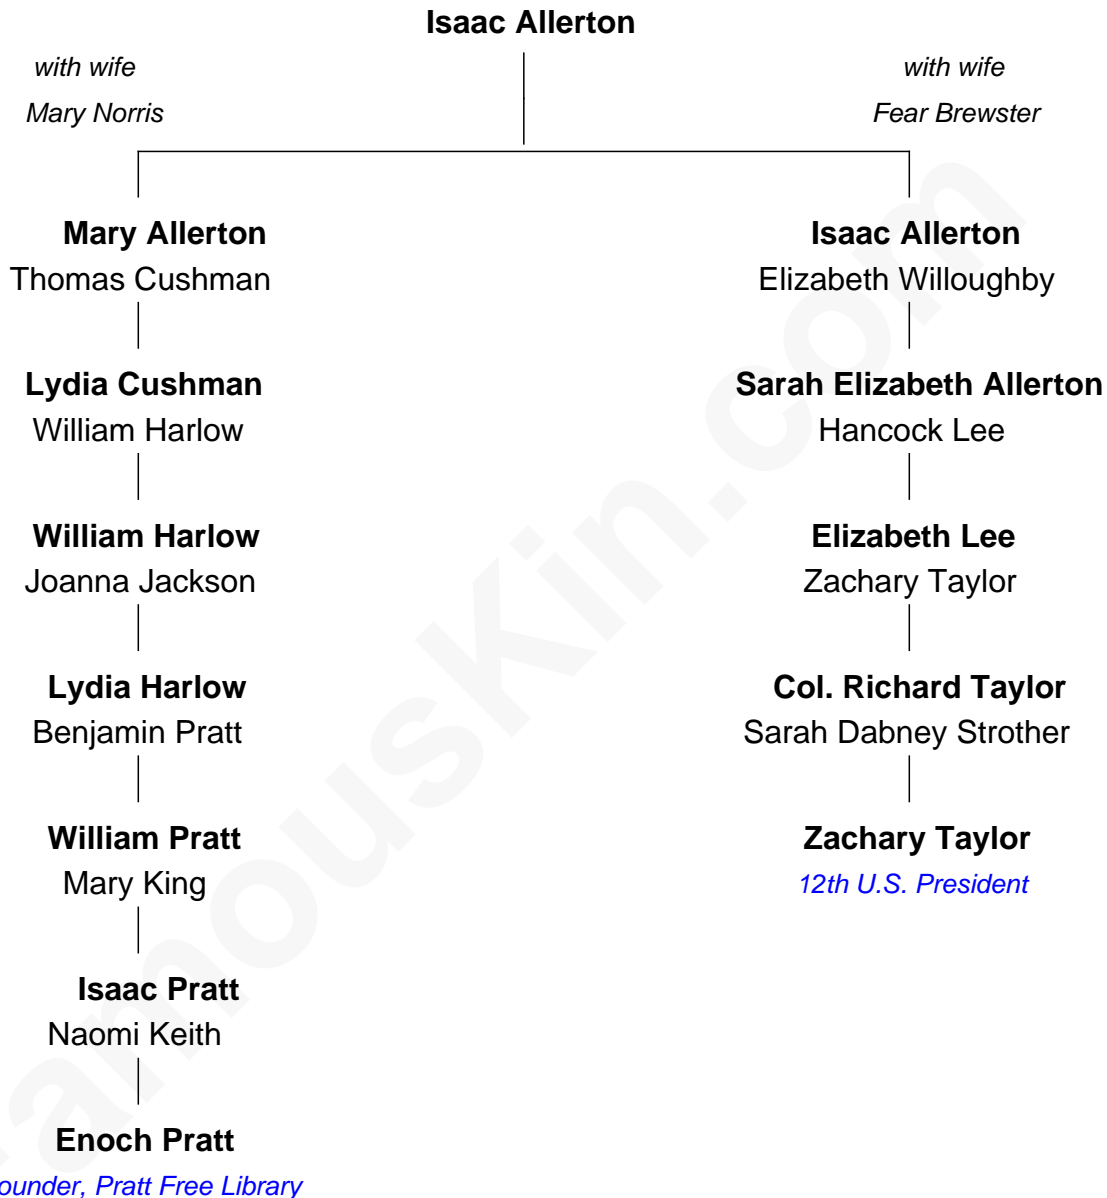 Isaac Allerton
with wife
Mary Norris
with wife
Fear Brewster
Mary Allerton
Thomas Cushman
Lydia Cushman
William Harlow
William Harlow
Joanna Jackson
Lydia Harlow
Benjamin Pratt
William Pratt
Mary King
Isaac Pratt
Naomi Keith
Enoch Pratt
ounder, Pratt Free Library
Isaac Allerton
Elizabeth Willoughby
Sarah Elizabeth Allerton
Hancock Lee
Elizabeth Lee
Zachary Taylor
Col. Richard Taylor
Sarah Dabney Strother
Zachary Taylor
12th U.S. President
amouskin.com